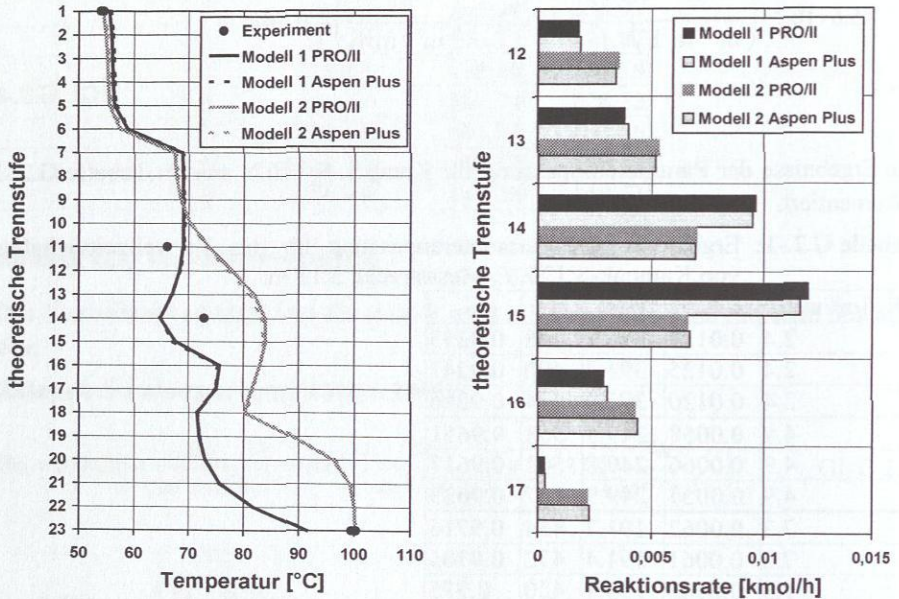 Experiment
Modell 1 PRO/II
Modell 1 Aspen Plus
Modell 2 PRO/II
Modell 2 Aspen Plus
theoretische Trennstufe
1
2
3
4
5
6
7
8
9
10
11
12
13
14
15
16
17
18
19
20
21
22
23
50 60 70 80 90 100 110
Temperatur [°C]
Modell 1 PRO/II
Modell 1 Aspen Plus
Modell 2 PRO/II
Modell 2 Aspen Plus
theoretische Trennstufe
12
13
14
15
16
17
0 0,005 0,01 0,015
Reaktionsrate [kmol/h]